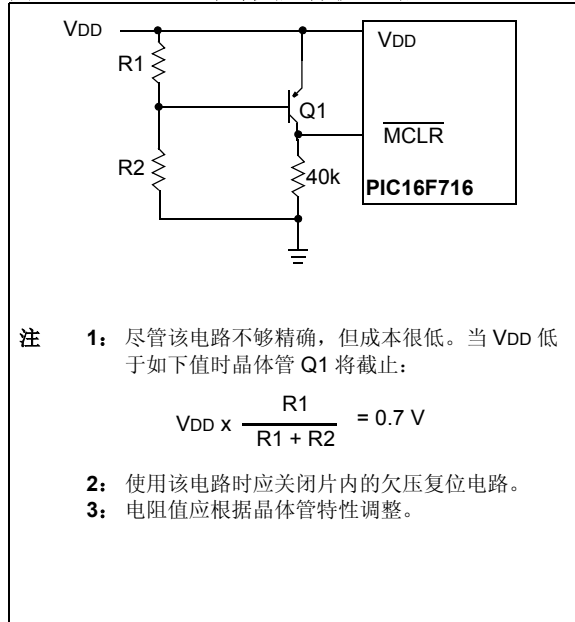 VDD
VDD
R1
Q1
MCLR
R2
40k
PIC16F716
注 1： 尽管该电路不够精确，但成本很低。当 VDD 低
于如下值时晶体管 Q1 将截止：
VDD x R1 / R1 + R2 = 0.7 V
2： 使用该电路时应关闭片内的欠压复位电路。
3： 电阻值应根据晶体管特性调整。